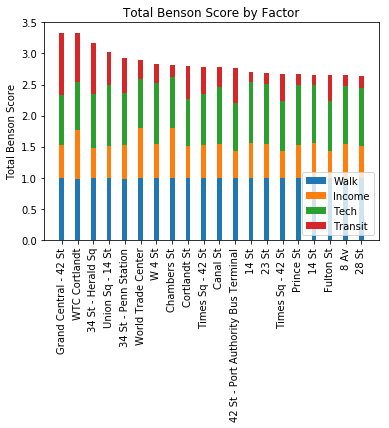 Total Benson Score by Factor
Total Benson Score
3.5
3.0
2.5
2.0
1.5
1.0
0.5
0.0
Walk
Income
Tech
Transit
Grand Central - 42 St
WTC Cortlandt
34 St - Herald Sq
Union Sq - 14 St
34 St - Penn Station
World Trade Center
W 4 St
Chambers St
Cortlandt St
Times Sq - 42 St
Canal St
42 St - Port Authority Bus Terminal
14 St
23 St
Times Sq - 42 St
Prince St
14 St
Fulton St
8 Av
28 St